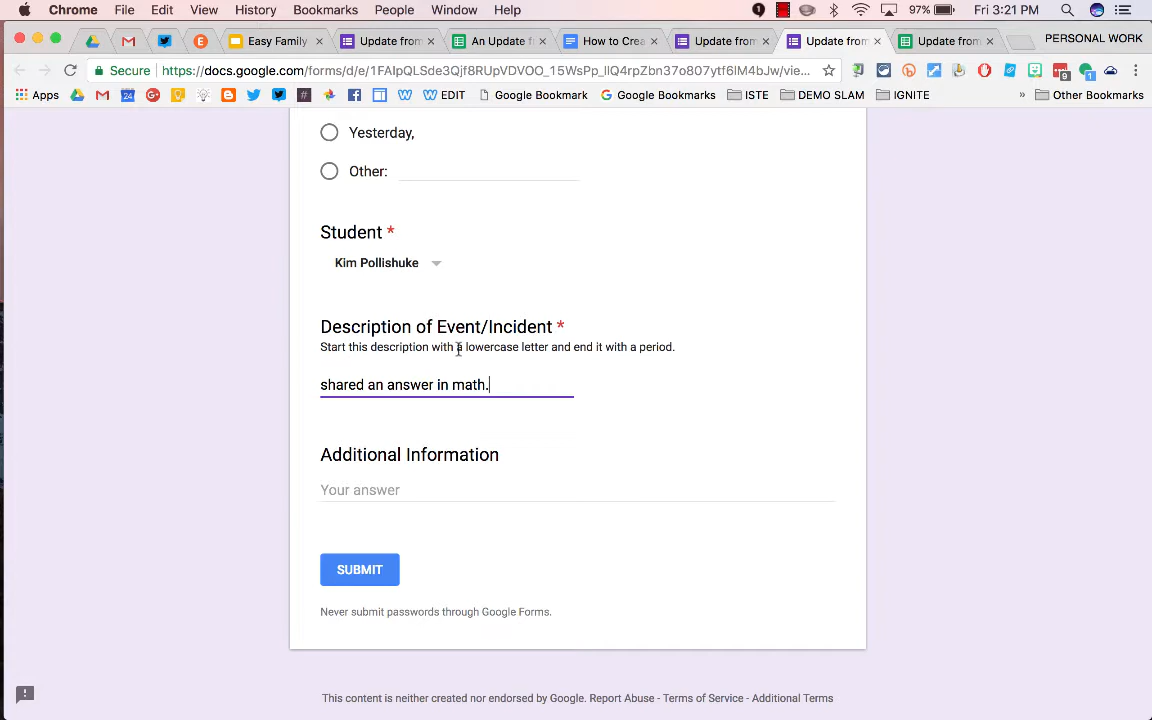 Chrome File Edit View History Bookmarks People Window Help 97% Fri 3:21 PM
Easy Family Update from An Update f How to Crea Update from Update from Update from PERSONAL WORK
Secure https://docs.google.com/forms/d/e/1FAIpQLSde3Qjf8RUpVDVOO_15WsPp_IlQ4rpZbn37o807ytf6lM4bJw/vie...
Apps EDIT Google Bookmark Google Bookmarks ISTE DEMO SLAM IGNITE » Other Bookmarks
Yesterday,
Other:
Student *
Kim Pollishuke
Description of Event/Incident *
Start this description with a lowercase letter and end it with a period.
shared an answer in math.
Additional Information
Your answer
SUBMIT
Never submit passwords through Google Forms.
This content is neither created nor endorsed by Google. Report Abuse - Terms of Service - Additional Terms